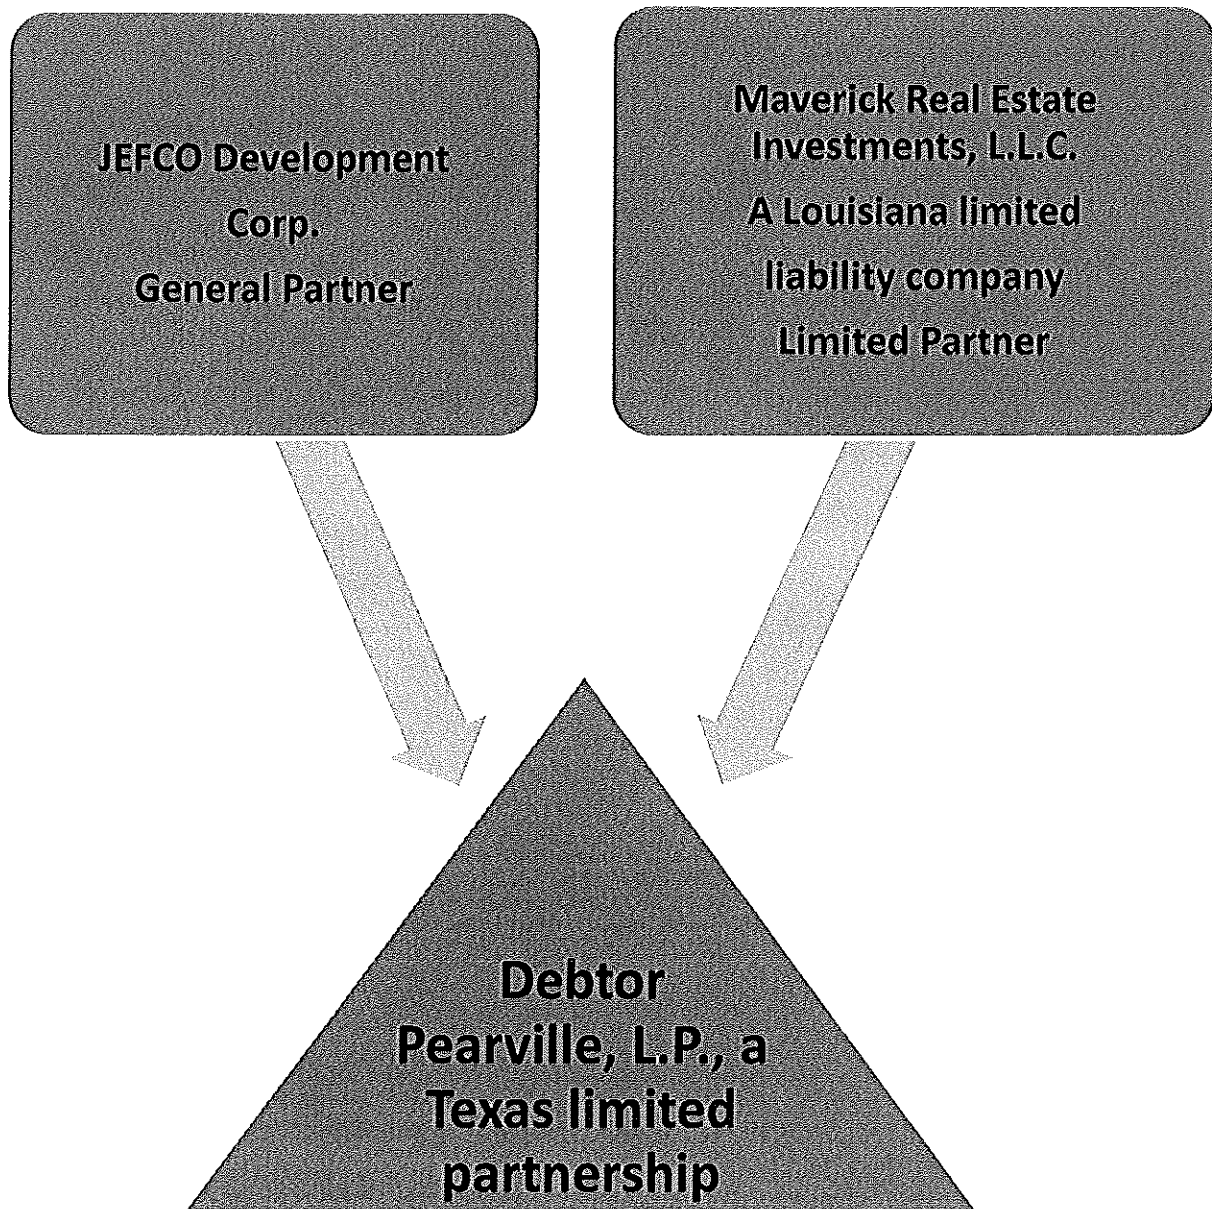 JEFCO Development
Corp.
General Partner
Maverick Real Estate
Investments, L.L.C.
A Louisiana limited
liability company
Limited Partner
Debtor
Pearville, L.P., a
Texas limited
partnership